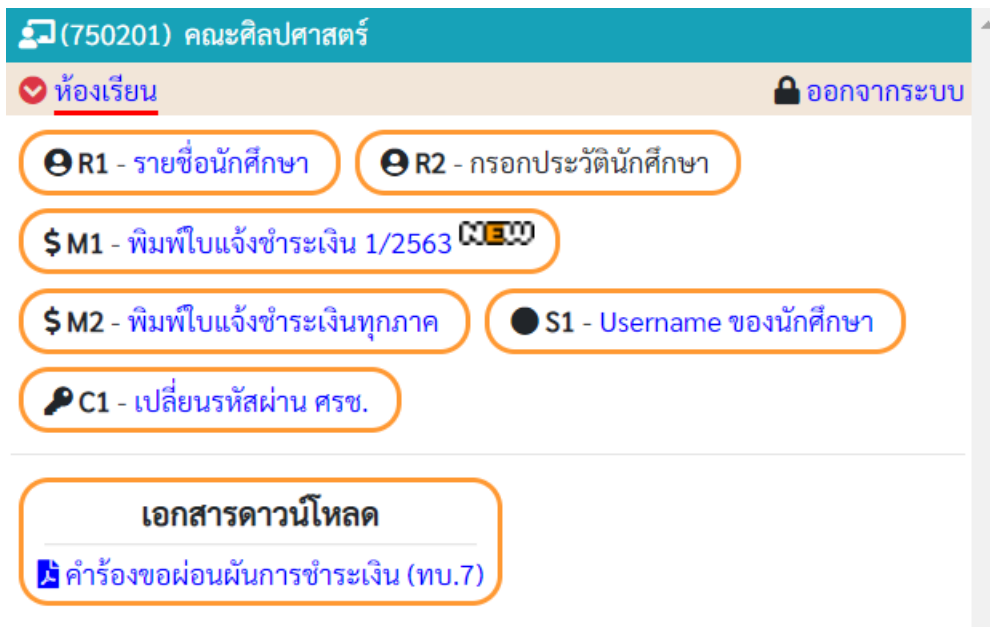 (750201) คณะศิลปศาสตร์
ห้องเรียน ออกจากระบบ
R1 - รายชื่อนักศึกษา R2 - กรอกประวัตินักศึกษา
$ M1 - พิมพ์ใบแจ้งชำระเงิน 1/2563 NEW
$ M2 - พิมพ์ใบแจ้งชำระเงินทุกภาค S1 - Username ของนักศึกษา
C1 - เปลี่ยนรหัสผ่าน ศรช.
เอกสารดาวน์โหลด
คำร้องขอผ่อนผันการชำระเงิน (ทบ.7)